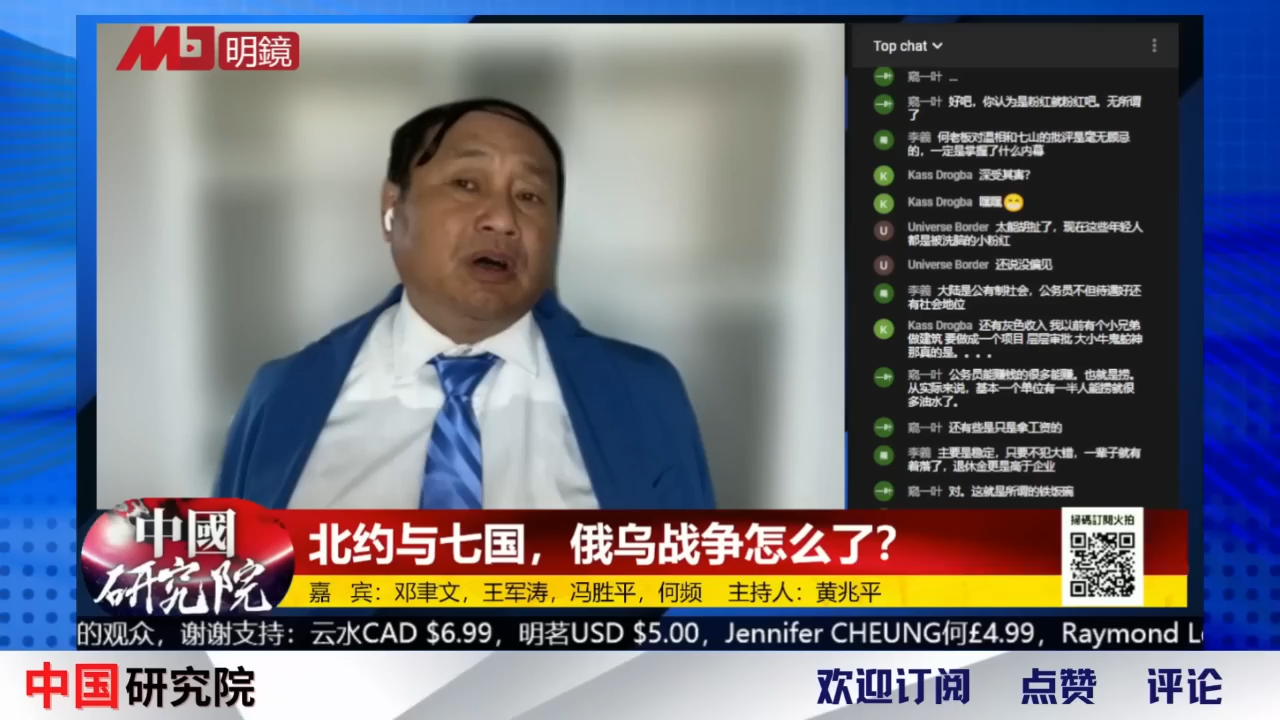 明鏡
Top chat
窥一叶 ...
窥一叶 好吧，你认为是粉红就粉红吧。无所谓
了
李義 何老板对温相和七山的批评是毫无顾忌
的，一定是掌握了什么内幕
Kass Drogba 深受其害？
Kass Drogba 嘿嘿😁
Universe Border 太能胡扯了，现在这些年轻人
都是被洗脑的小粉红
Universe Border 还说没偏见
李義 大陆是公有制社会，公务员不但待遇好还
有社会地位
Kass Drogba 还有灰色收入 我以前有个小兄弟
做建筑 要做成一个项目 层层审批 大小牛鬼蛇神
那真的是。。。。
窥一叶 公务员能赚钱的很多能赚。也就是捞。
从实际来说，基本一个单位有一半人能捞就很
多油水了。
窥一叶 还有些是只是拿工资的
李義 主要是稳定，只要不犯大错，一辈子就有
着落了，退休金更是高于企业
窥一叶 对。这就是所谓的铁饭碗
中國
研究院
北约与七国，俄乌战争怎么了？
嘉 宾：邓聿文，王军涛，冯胜平，何频 主持人：黄兆平
掃碼訂閱火拍
的观众，谢谢支持：云水CAD $6.99，明茗USD $5.00，Jennifer CHEUNG何£4.99，Raymond
中国研究院
欢迎订阅 点赞 评论